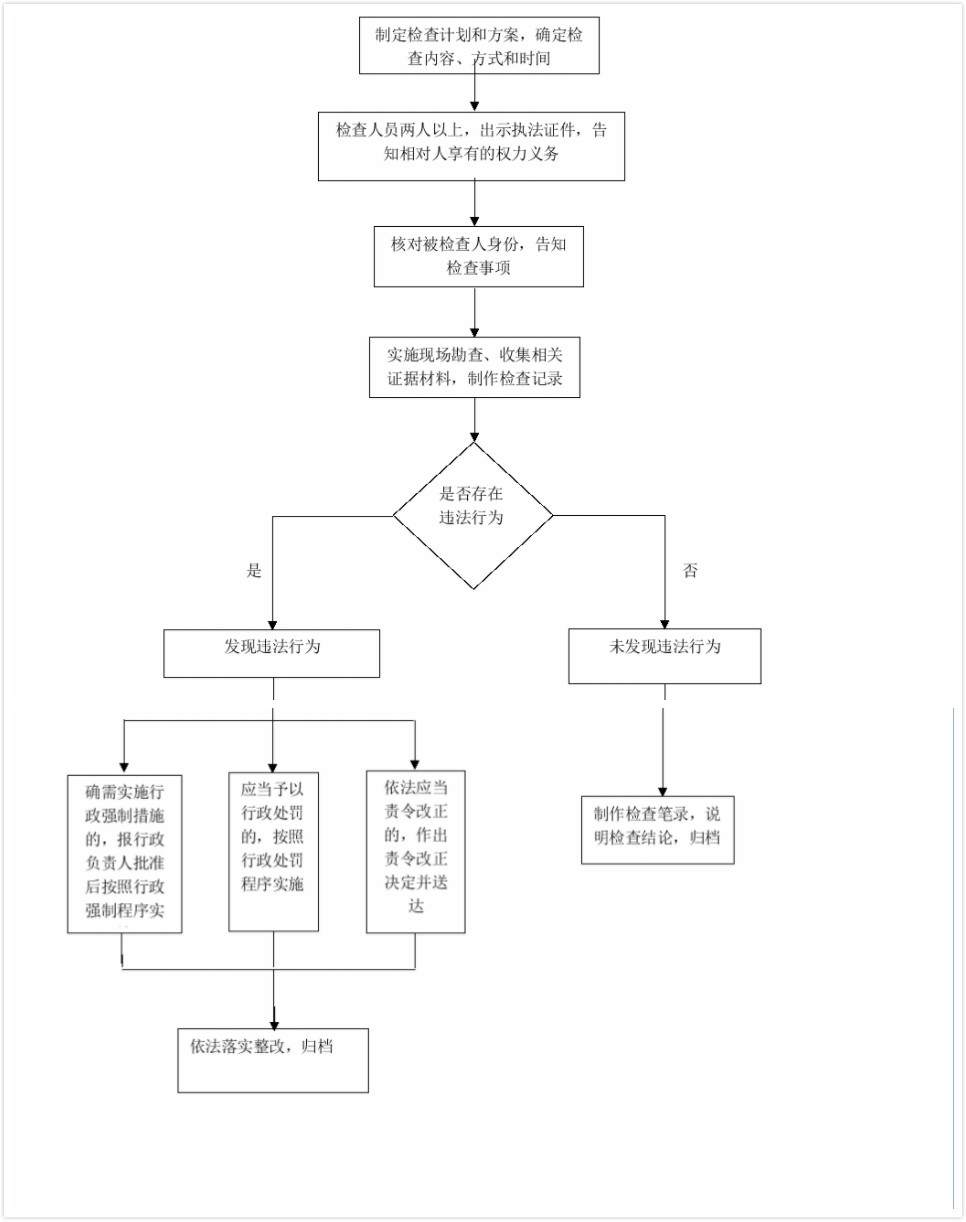 制定检查计划和方案，确定检
查内容、方式和时间
检查人员两人以上，出示执法证件，告
知相对人享有的权力义务
核对被检查人身份，告知
检查事项
实施现场勘查、收集相关
证据材料，制作检查记录
是否存在
违法行为
是
否
发现违法行为
未发现违法行为
确需实施行
政强制措施
的，报行政
负责人批准
后按照行政
强制程序实
应当予以
行政处罚
的，按照
行政处罚
程序实施
依法应当
责令改正
的，作出
责令改正
决定并送
达
制作检查笔录，说
明检查结论，归档
依法落实整改，归档